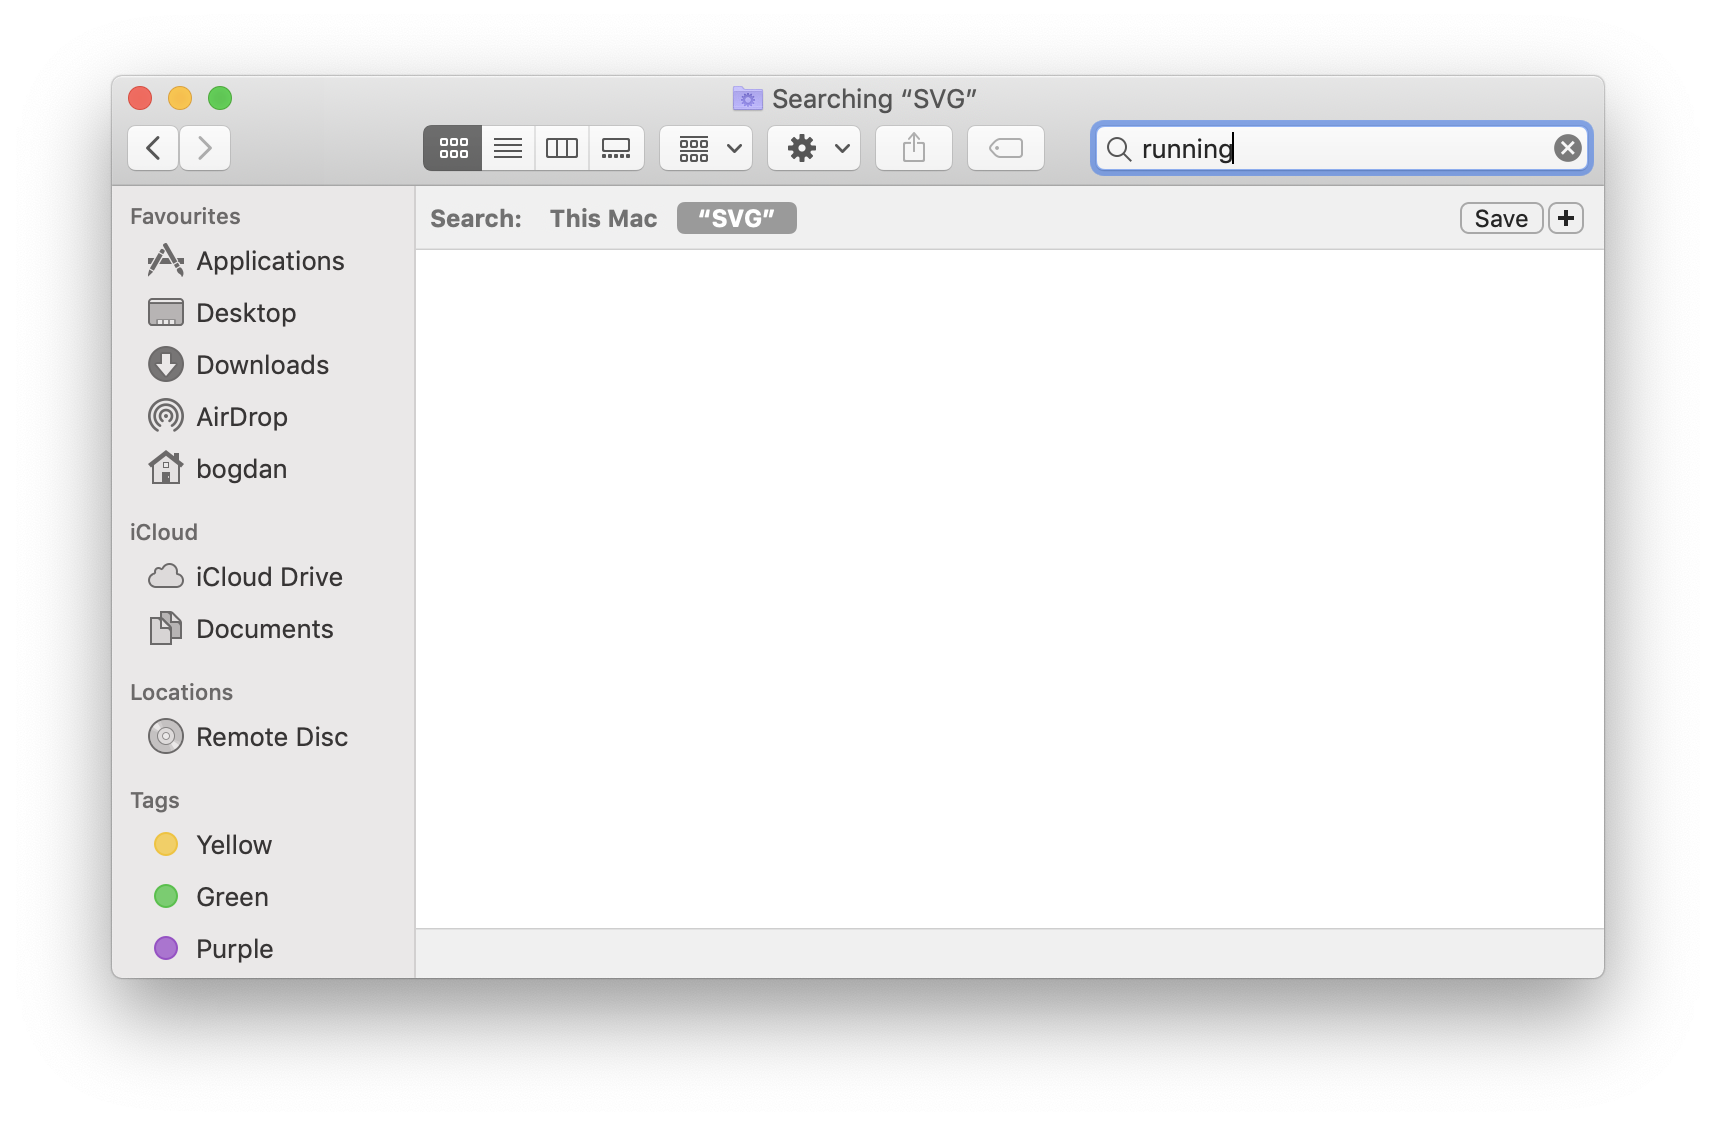 Searching “SVG”
running
Favourites
Applications
Desktop
Downloads
AirDrop
bogdan
iCloud
iCloud Drive
Documents
Locations
Remote Disc
Tags
Yellow
Green
Purple
Search: This Mac “SVG” Save +